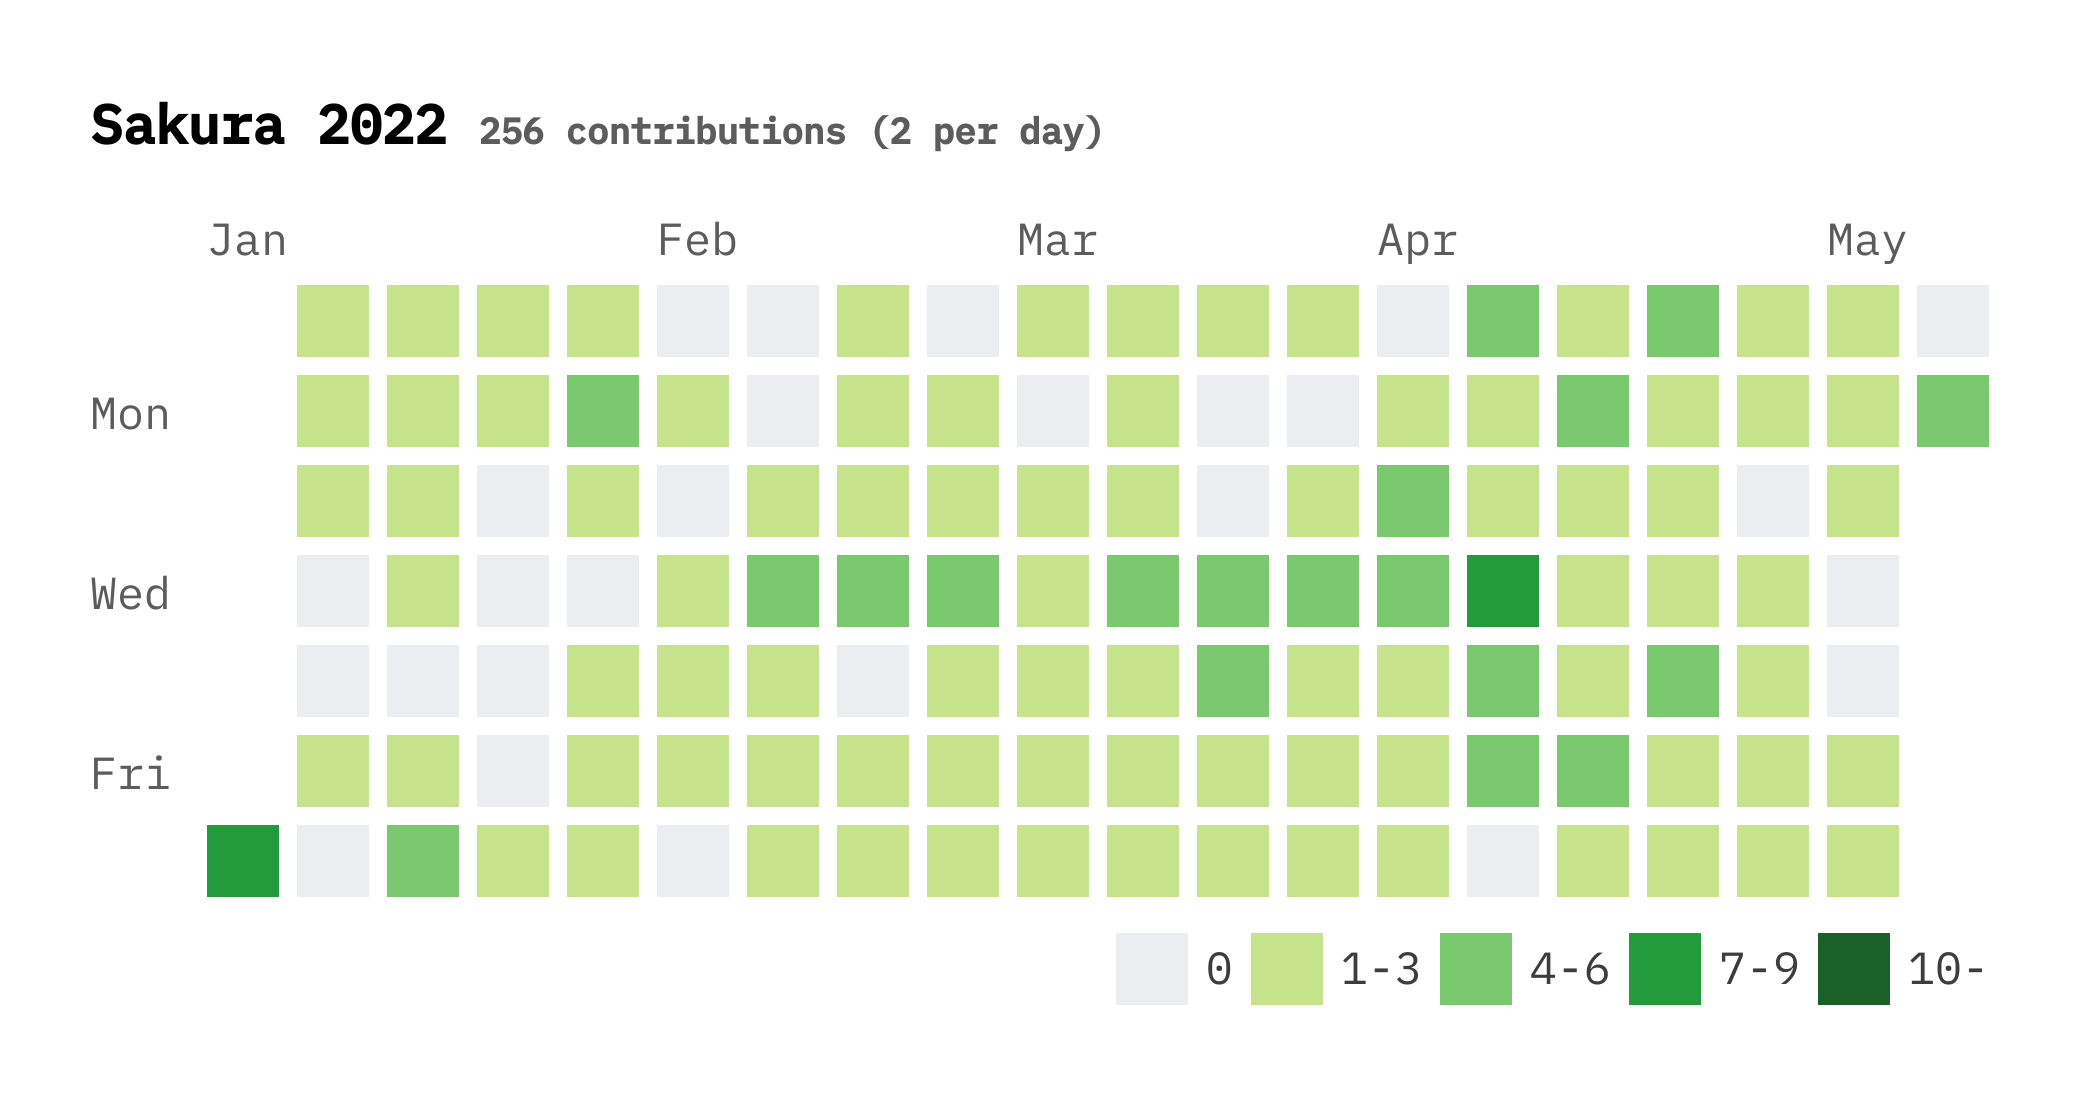 Sakura 2022 256 contributions (2 per day)
Jan Feb Mar Apr May
Mon
Wed
Fri
0 1-3 4-6 7-9 10-